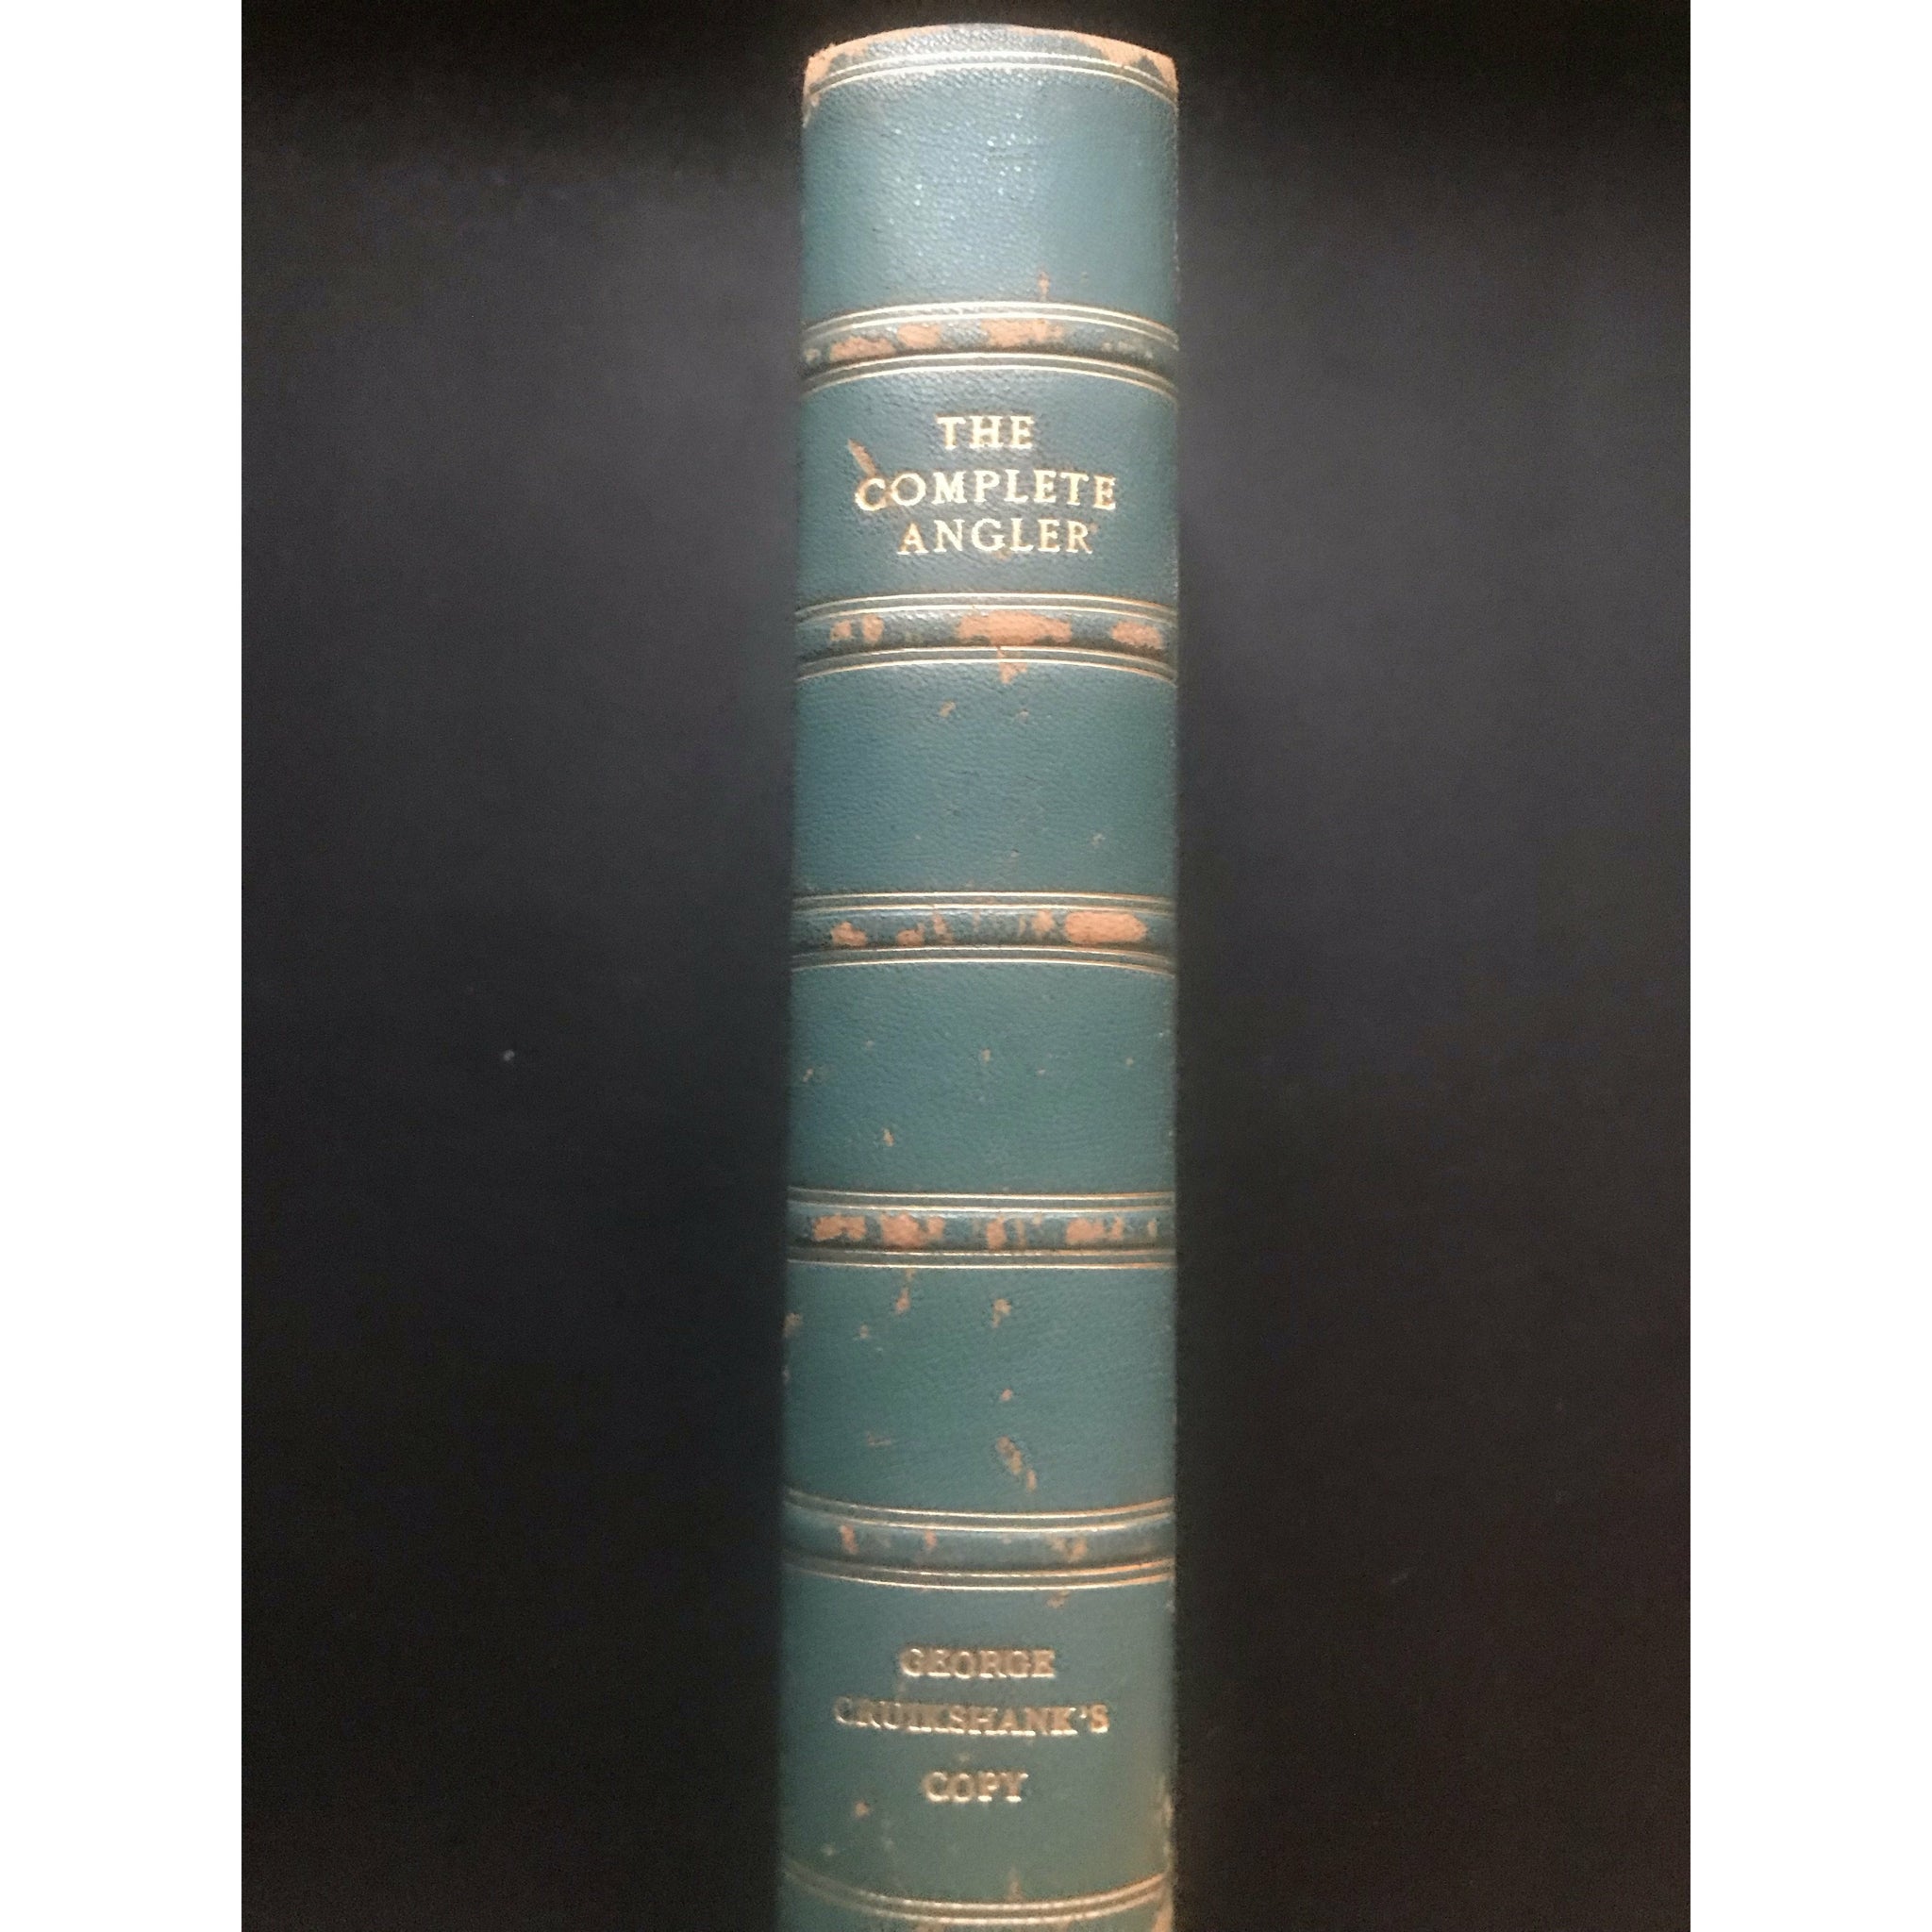 THE
COMPLETE
ANGLER
GEORGE
CRUIKSHANK'S
COPY